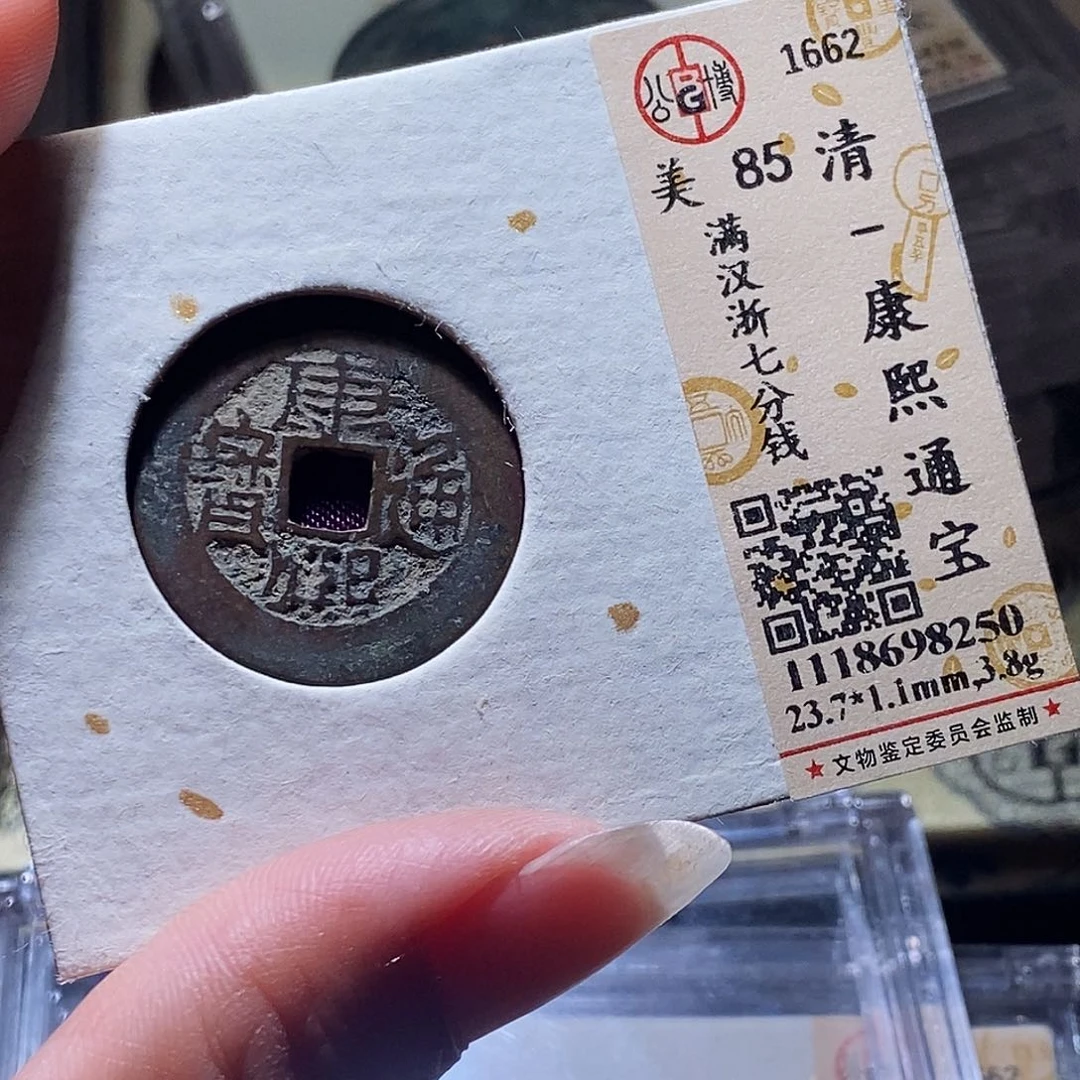 康熙通寳
公博
G
1662
美 85 清
一康熙通宝
满汉浙七分钱
1118698250
23.7*1.1mm,3.8g
★文物鉴定委员会监制★